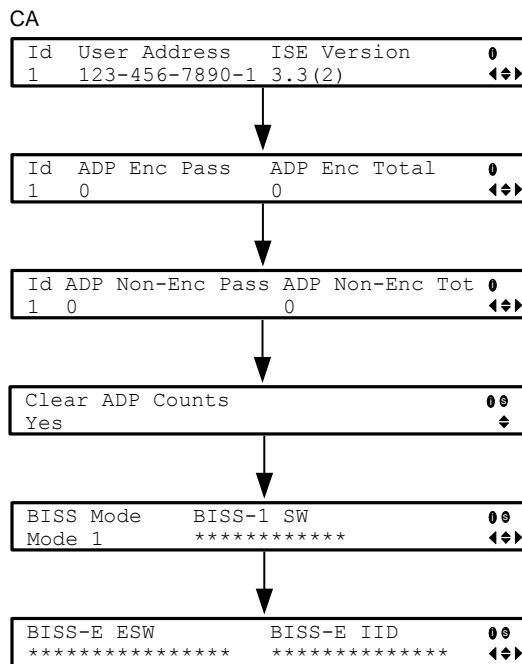 CA
Id User Address ISE Version
1 123-456-7890-1 3.3(2)
Id ADP Enc Pass ADP Enc Total
1 0 0
Id ADP Non-Enc Pass ADP Non-Enc Tot
1 0 0
Clear ADP Counts
Yes
BISS Mode BISS-1 SW
Mode 1 ************
BISS-E ESW BISS-E IID
**************** **************